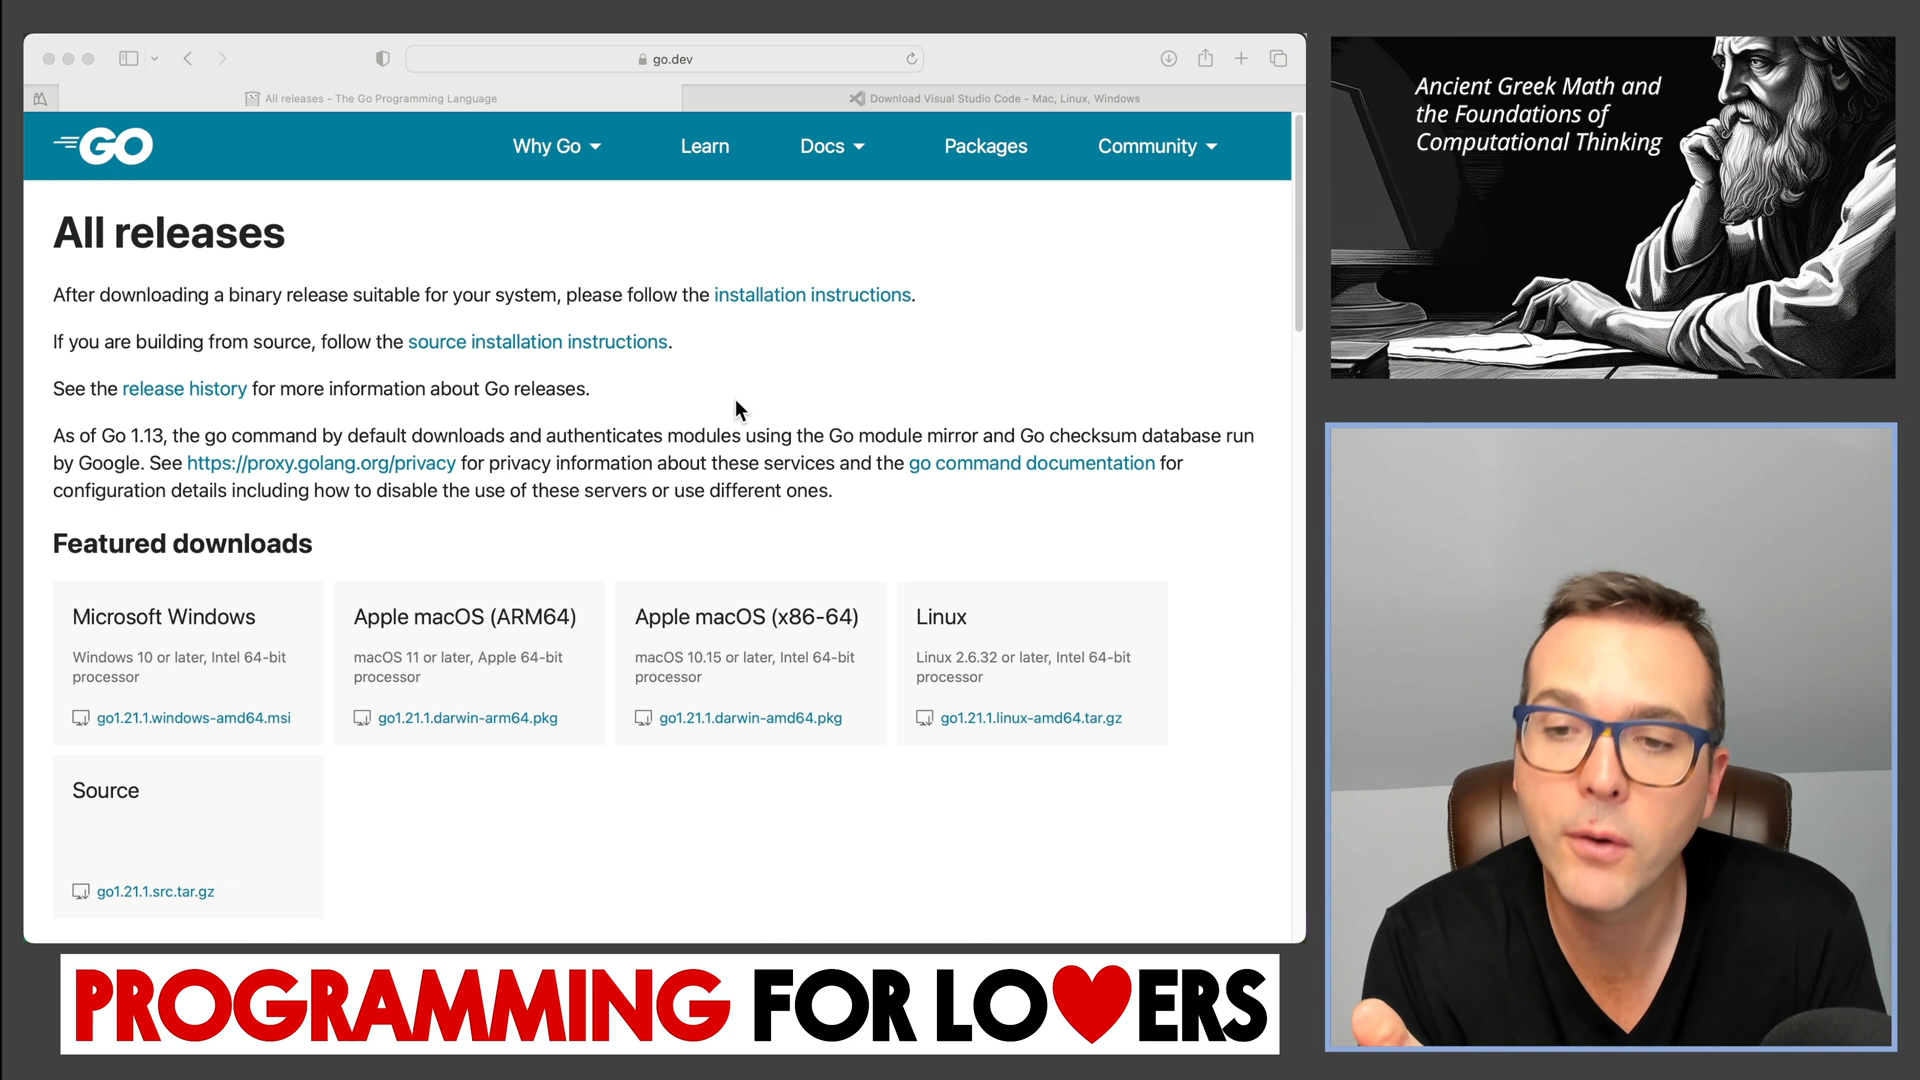 go.dev
All releases - The Go Programming Language
Download Visual Studio Code - Mac, Linux, Windows
GO
Why Go
Learn
Docs
Packages
Community
All releases
After downloading a binary release suitable for your system, please follow the installation instructions.
If you are building from source, follow the source installation instructions.
See the release history for more information about Go releases.
As of Go 1.13, the go command by default downloads and authenticates modules using the Go module mirror and Go checksum database run
by Google. See https://proxy.golang.org/privacy for privacy information about these services and the go command documentation for
configuration details including how to disable the use of these servers or use different ones.
Featured downloads
Microsoft Windows
Windows 10 or later, Intel 64-bit
processor
go1.21.1.windows-amd64.msi
Apple macOS (ARM64)
macOS 11 or later, Apple 64-bit
processor
go1.21.1.darwin-arm64.pkg
Apple macOS (x86-64)
macOS 10.15 or later, Intel 64-bit
processor
go1.21.1.darwin-amd64.pkg
Linux
Linux 2.6.32 or later, Intel 64-bit
processor
go1.21.1.linux-amd64.tar.gz
Source
go1.21.1.src.tar.gz
Ancient Greek Math and
the Foundations of
Computational Thinking
PROGRAMMING FOR LO♥ERS